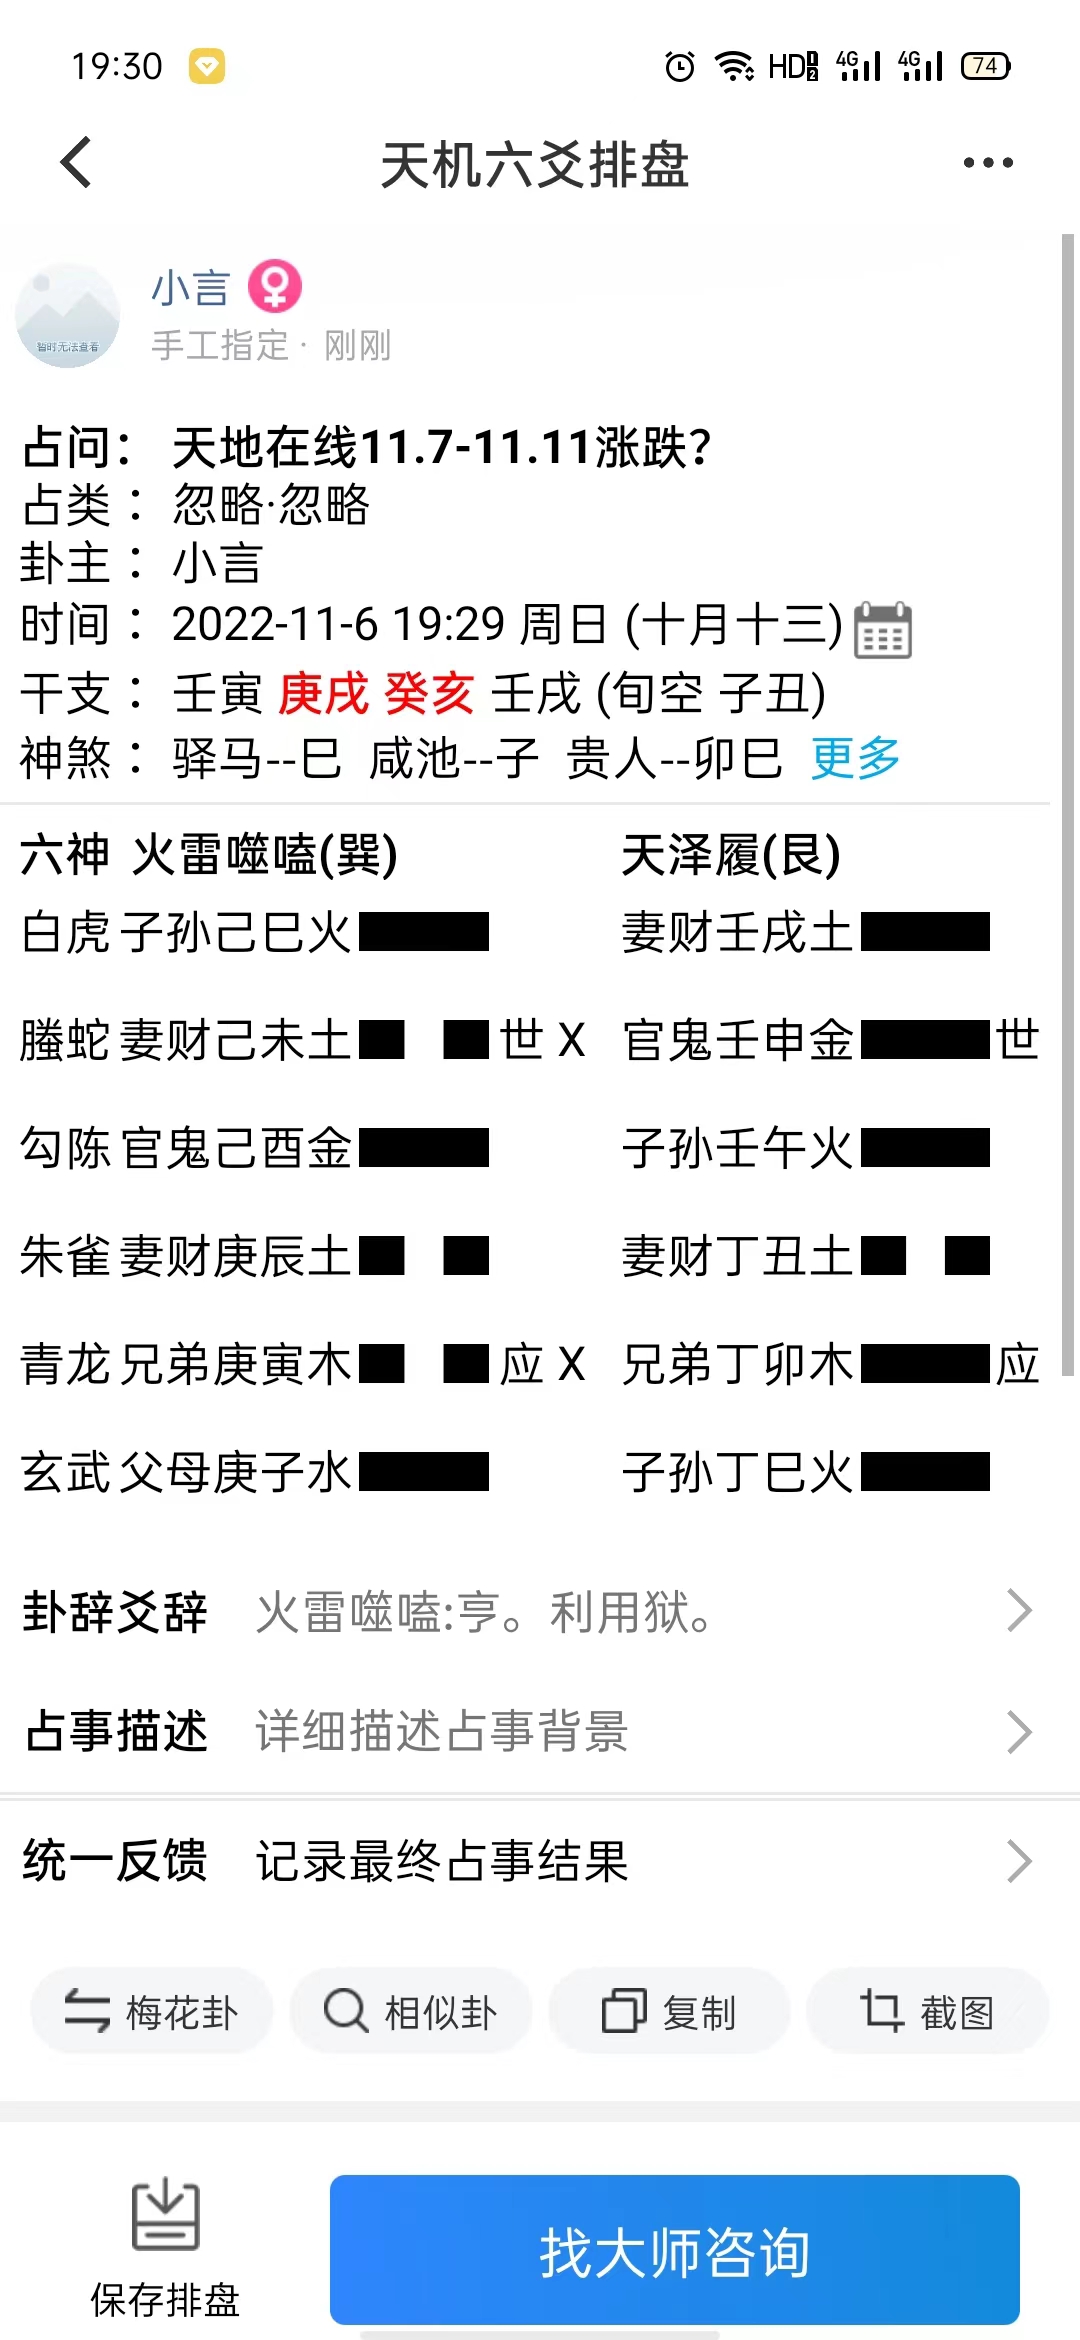 19:30 HD 1 2 4G 4G 74
天机六爻排盘
小言
手工指定 · 刚刚
暂时无法查看
占问： 天地在线11.7-11.11涨跌?
占类： 忽略·忽略
卦主： 小言
时间： 2022-11-6 19:29 周日 (十月十三)
干支： 壬寅 庚戌 癸亥 壬戌 (旬空 子丑)
神煞： 驿马--巳 咸池--子 贵人--卯巳 更多
六神 火雷噬嗑(巽) 天泽履(艮)
白虎 子孙己巳火 妻财壬戌土
螣蛇 妻财己未土 世 X 官鬼壬申金 世
勾陈 官鬼己酉金 子孙壬午火
朱雀 妻财庚辰土 妻财丁丑土
青龙 兄弟庚寅木 应 X 兄弟丁卯木 应
玄武 父母庚子水 子孙丁巳火
卦辞爻辞 火雷噬嗑:亨。利用狱。
占事描述 详细描述占事背景
统一反馈 记录最终占事结果
梅花卦 相似卦 复制 截图
保存排盘 找大师咨询